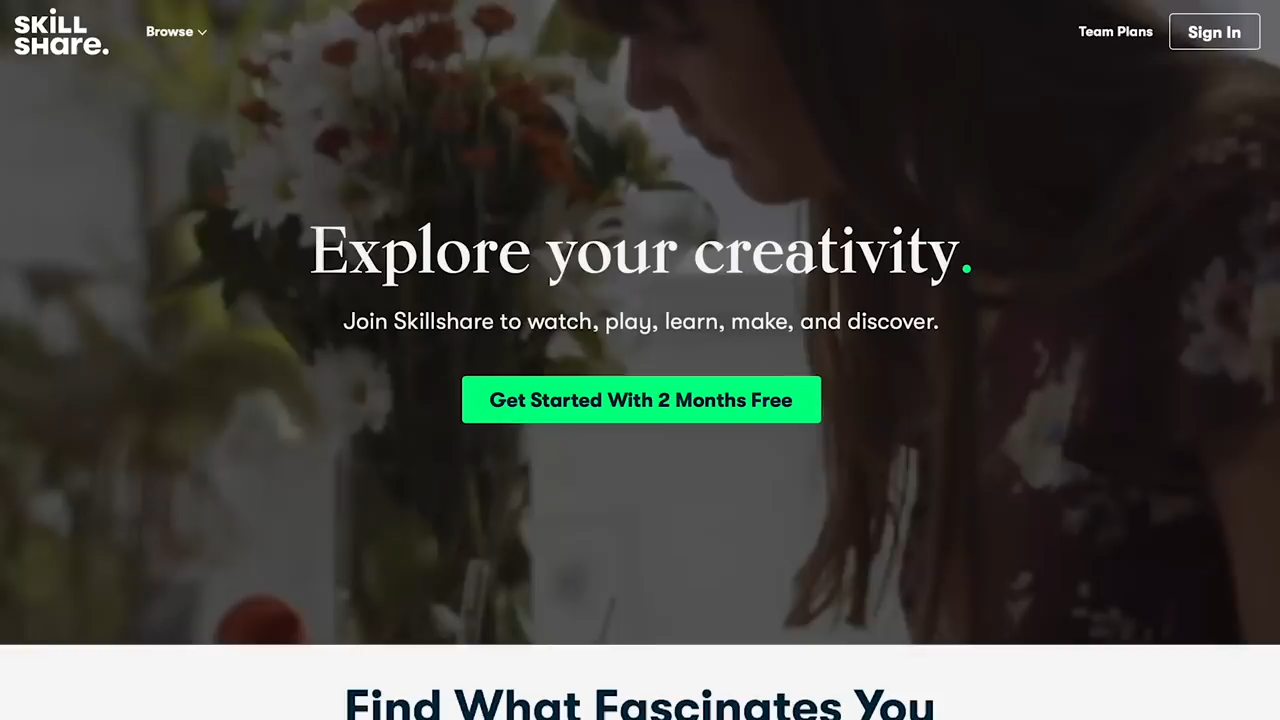 SKILL
SHare.
Browse
Team Plans
Sign In
Explore your creativity.
Join Skillshare to watch, play, learn, make, and discover.
Get Started With 2 Months Free
Find What Fascinates You